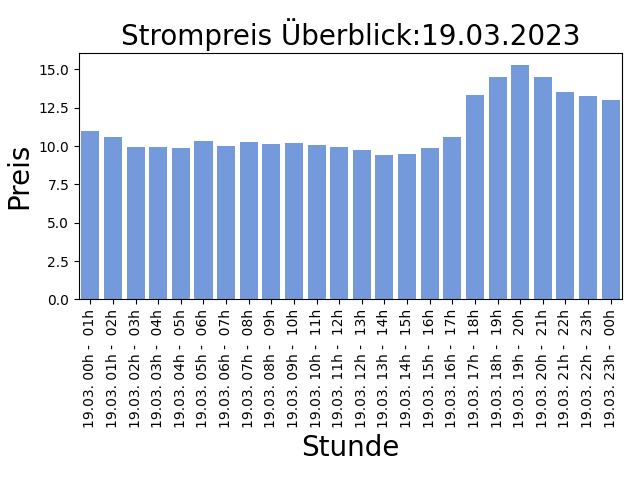 Strompreis Überblick:19.03.2023
Preis
15.0
12.5
10.0
7.5
5.0
2.5
0.0
19.03. 00h - 01h
19.03. 01h - 02h
19.03. 02h - 03h
19.03. 03h - 04h
19.03. 04h - 05h
19.03. 05h - 06h
19.03. 06h - 07h
19.03. 07h - 08h
19.03. 08h - 09h
19.03. 09h - 10h
19.03. 10h - 11h
19.03. 11h - 12h
19.03. 12h - 13h
19.03. 13h - 14h
19.03. 14h - 15h
19.03. 15h - 16h
19.03. 16h - 17h
19.03. 17h - 18h
19.03. 18h - 19h
19.03. 19h - 20h
19.03. 20h - 21h
19.03. 21h - 22h
19.03. 22h - 23h
19.03. 23h - 00h
Stunde